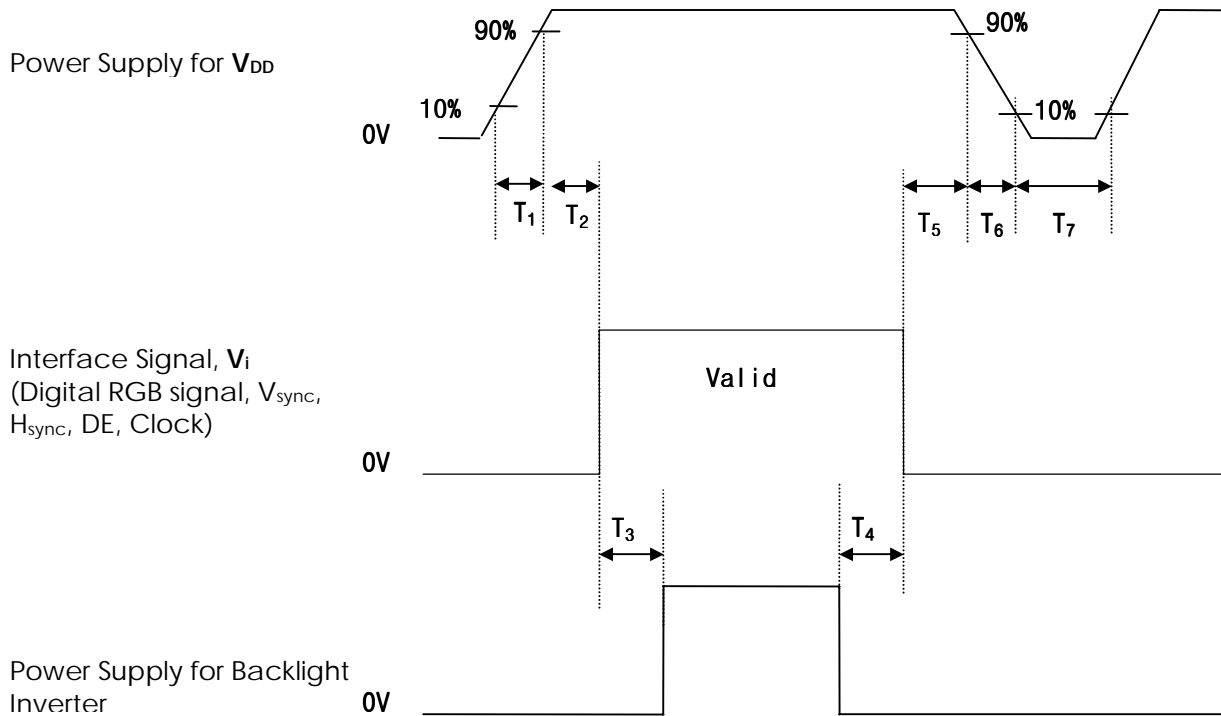 90%
90%
Power Supply for VDD
10%
10%
0V
T1
T2
T5
T6
T7
Interface Signal, Vi
(Digital RGB signal, Vsync,
Hsync, DE, Clock)
Valid
0V
T3
T4
Power Supply for Backlight
Inverter
0V